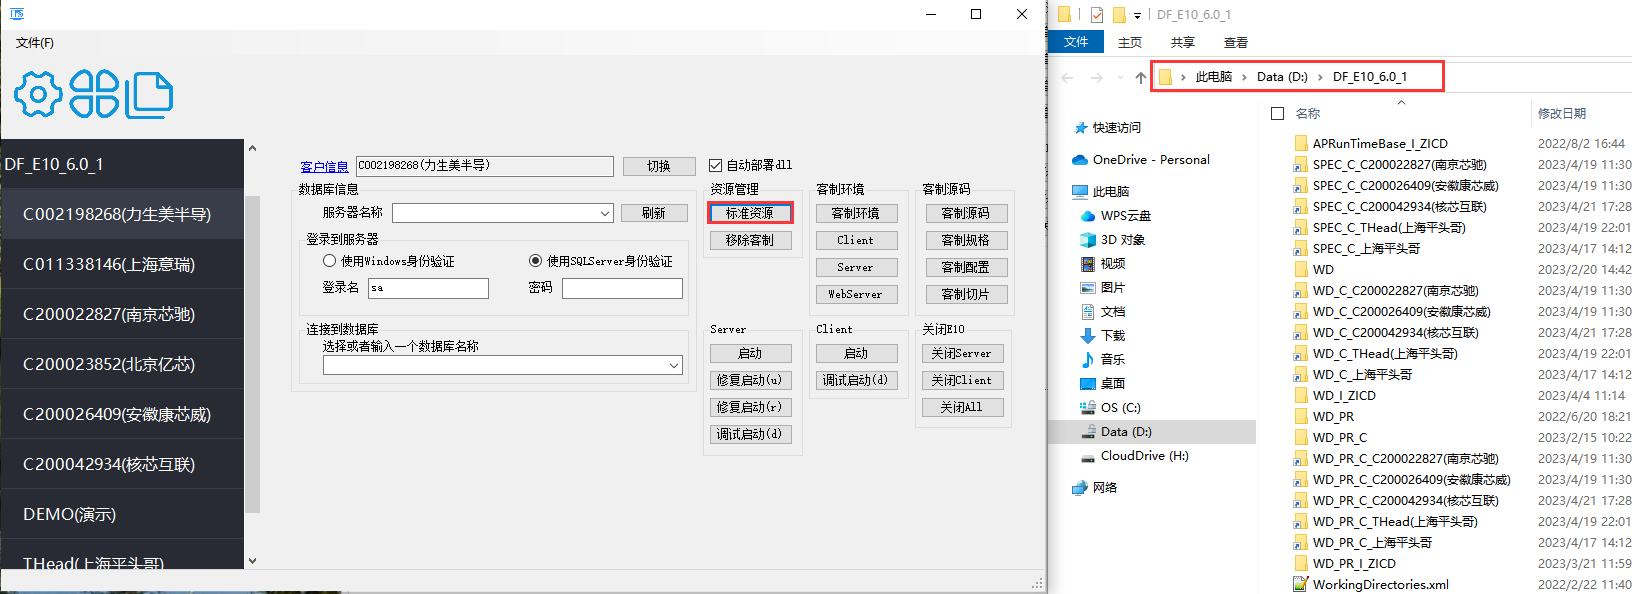 文件(F)
DF_E10_6.0_1
C002198268(力生美半导)
C011338146(上海意瑞)
C200022827(南京芯驰)
C200023852(北京亿芯)
C200026409(安徽康芯威)
C200042934(核芯互联)
DEMO(演示)
THead(上海平头哥)
客户信息 C002198268(力生美半导) 切换 自动部署dll
数据库信息
服务器名称 刷新
登录到服务器
使用Windows身份验证 使用SQLServer身份验证
登录名 sa 密码
连接到数据库
选择或者输入一个数据库名称
资源管理
标准资源
移除客制
客制环境
客制环境
Client
Server
WebServer
客制源码
客制源码
客制规格
客制配置
客制切片
Server
启动
修复启动(u)
修复启动(r)
调试启动(d)
Client
启动
调试启动(d)
关闭E10
关闭Server
关闭Client
关闭All
DF_E10_6.0_1
文件 主页 共享 查看
此电脑 Data (D:) DF_E10_6.0_1
快速访问
OneDrive - Personal
此电脑
WPS云盘
3D 对象
视频
图片
文档
下载
音乐
桌面
OS (C:)
Data (D:)
CloudDrive (H:)
网络
名称 修改日期
APRunTimeBase_I_ZICD 2022/8/2 16:44
SPEC_C_C200022827(南京芯驰) 2023/4/19 11:30
SPEC_C_C200026409(安徽康芯威) 2023/4/19 11:30
SPEC_C_C200042934(核芯互联) 2023/4/21 17:28
SPEC_C_THead(上海平头哥) 2023/4/19 22:01
SPEC_C_上海平头哥 2023/4/17 14:12
WD 2023/2/20 14:42
WD_C_C200022827(南京芯驰) 2023/4/19 11:30
WD_C_C200026409(安徽康芯威) 2023/4/19 11:30
WD_C_C200042934(核芯互联) 2023/4/21 17:28
WD_C_THead(上海平头哥) 2023/4/19 22:01
WD_C_上海平头哥 2023/4/17 14:12
WD_I_ZICD 2023/4/4 11:14
WD_PR 2022/6/20 18:21
WD_PR_C 2023/2/15 10:22
WD_PR_C_C200022827(南京芯驰) 2023/4/19 11:30
WD_PR_C_C200026409(安徽康芯威) 2023/4/19 11:30
WD_PR_C_C200042934(核芯互联) 2023/4/21 17:28
WD_PR_C_THead(上海平头哥) 2023/4/19 22:01
WD_PR_C_上海平头哥 2023/4/17 14:12
WD_PR_I_ZICD 2023/3/21 11:59
WorkingDirectories.xml 2022/2/22 11:40